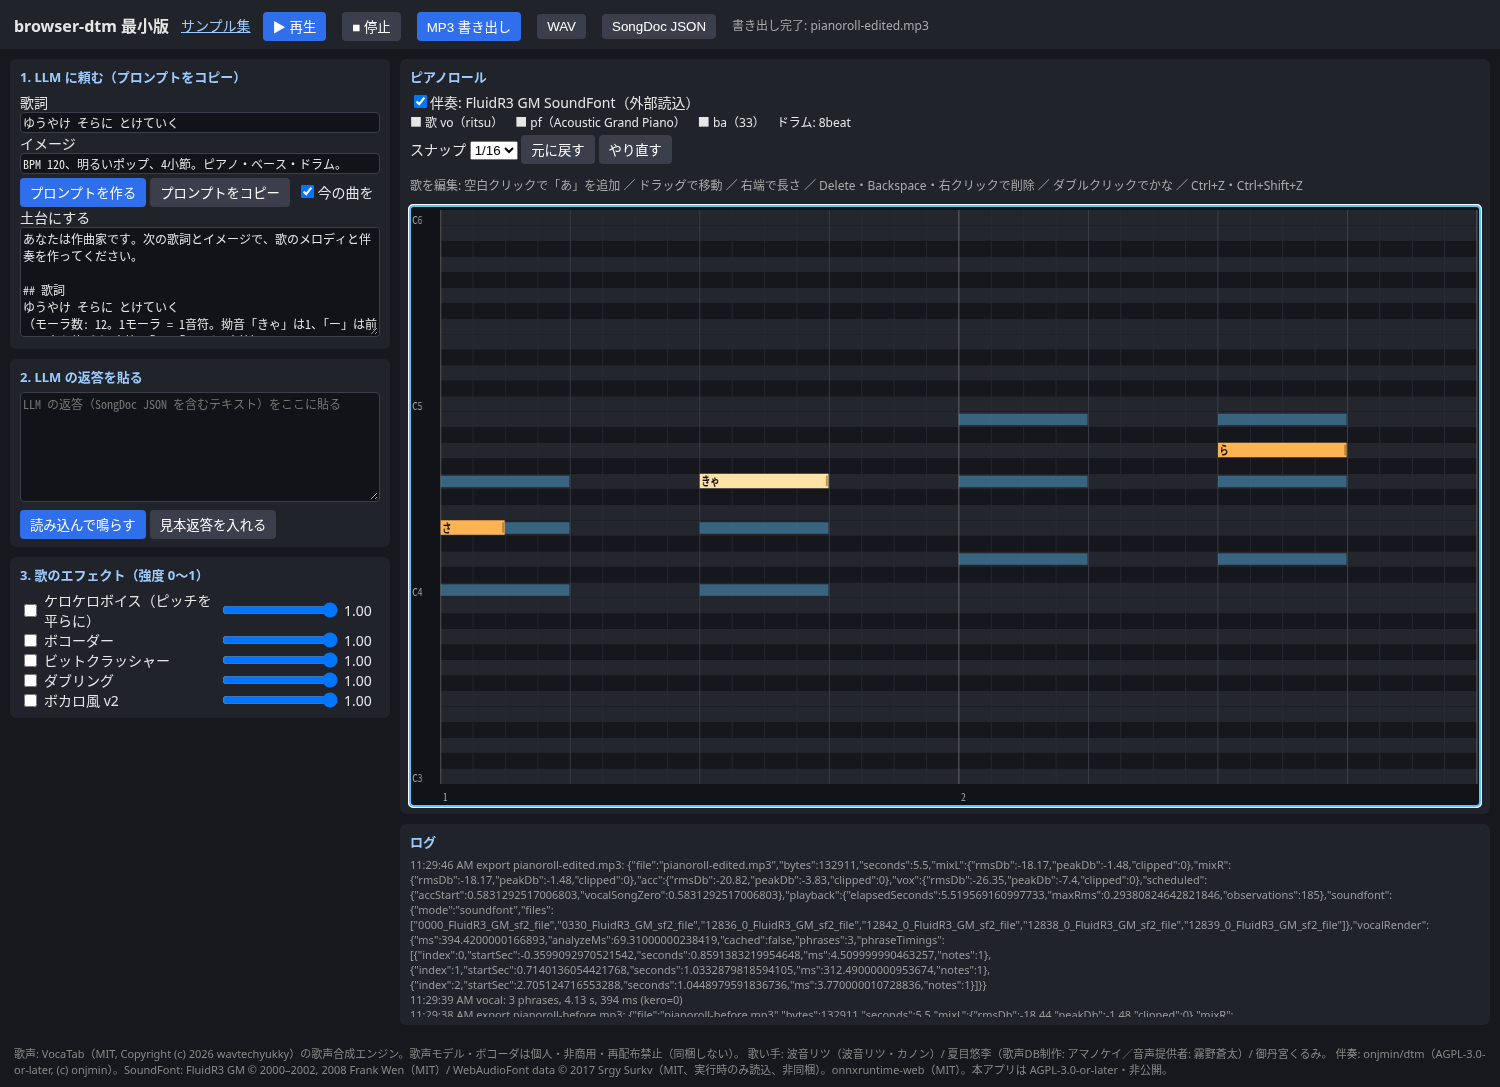 browser-dtm 最小版 サンプル集 ▶ 再生 ■ 停止 MP3 書き出し WAV SongDoc JSON 書き出し完了: pianoroll-edited.mp3
1. LLM に頼む（プロンプトをコピー）
歌詞
ゆうやけ そらに とけていく
イメージ
BPM 120、明るいポップ、4小節。ピアノ・ベース・ドラム。
プロンプトを作る プロンプトをコピー 今の曲を
土台にする
あなたは作曲家です。次の歌詞とイメージで、歌のメロディと伴
奏を作ってください。
## 歌詞
ゆうやけ そらに とけていく
（モーラ数: 12。1モーラ = 1音符。拗音「きゃ」は1、「ー」は前
2. LLM の返答を貼る
LLM の返答（SongDoc JSON を含むテキスト）をここに貼る
読み込んで鳴らす 見本返答を入れる
3. 歌のエフェクト（強度 0〜1）
ケロケロボイス（ピッチを
平らに） 1.00
ボコーダー 1.00
ビットクラッシャー 1.00
ダブリング 1.00
ボカロ風 v2 1.00
ピアノロール
伴奏: FluidR3 GM SoundFont（外部読込）
歌 vo（ritsu） pf（Acoustic Grand Piano） ba（33） ドラム: 8beat
スナップ 1/16 元に戻す やり直す
歌を編集: 空白クリックで「あ」を追加 ／ ドラッグで移動 ／ 右端で長さ ／ Delete・Backspace・右クリックで削除 ／ ダブルクリックでかな ／ Ctrl+Z・Ctrl+Shift+Z
C6
C5
ら
きゃ
さ
C4
C3
1 2
ログ
11:29:46 AM export pianoroll-edited.mp3: {"file":"pianoroll-edited.mp3","bytes":132911,"seconds":5.5,"mixL":{"rmsDb":-18.17,"peakDb":-1.48,"clipped":0},"mixR":
{"rmsDb":-18.17,"peakDb":-1.48,"clipped":0},"acc":{"rmsDb":-20.82,"peakDb":-3.83,"clipped":0},"vox":{"rmsDb":-26.35,"peakDb":-7.4,"clipped":0},"scheduled":
{"accStart":0.5831292517006803,"vocalSongZero":0.5831292517006803},"playback":{"elapsedSeconds":5.519569160997733,"maxRms":0.29380824642821846,"observations":185},"soundfont":
{"mode":"soundfont","files":
["0000_FluidR3_GM_sf2_file","0330_FluidR3_GM_sf2_file","12836_0_FluidR3_GM_sf2_file","12842_0_FluidR3_GM_sf2_file","12838_0_FluidR3_GM_sf2_file","12839_0_FluidR3_GM_sf2_file"]},"vocalRender":
{"ms":394.4200000166893,"analyzeMs":69.31000000238419,"cached":false,"phrases":3,"phraseTimings":
[{"index":0,"startSec":-0.3599092970521542,"seconds":0.8591383219954648,"ms":4.509999990463257,"notes":1},
{"index":1,"startSec":0.7140136054421768,"seconds":1.0332879818594105,"ms":312.49000000953674,"notes":1},
{"index":2,"startSec":2.705124716553288,"seconds":1.0448979591836736,"ms":3.770000010728836,"notes":1}]}}
11:29:39 AM vocal: 3 phrases, 4.13 s, 394 ms (kero=0)
11:29:38 AM export pianoroll-before.mp3: {"file":"pianoroll-before.mp3","bytes":132911,"seconds":5.5,"mixL":{"rmsDb":-18.44,"peakDb":-1.48,"clipped":0},"mixR":
歌声: VocaTab（MIT, Copyright (c) 2026 wavtechyukky）の歌声合成エンジン。歌声モデル・ボコーダは個人・非商用・再配布禁止（同梱しない）。 歌い手: 波音リツ（波音リツ・カノン）/ 夏目悠李（歌声DB制作: アマノケイ／音声提供者: 霧野蒼太）/ 御丹宮くるみ。 伴奏: onjmin/dtm（AGPL-3.0-
or-later, (c) onjmin）。SoundFont: FluidR3 GM © 2000–2002, 2008 Frank Wen（MIT）/ WebAudioFont data © 2017 Srgy Surkv（MIT、実行時のみ読込、非同梱）。onnxruntime-web（MIT）。本アプリは AGPL-3.0-or-later・非公開。